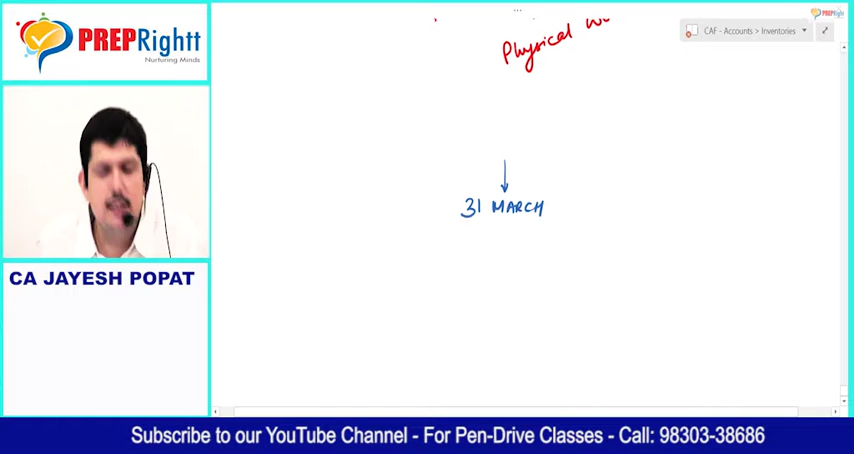 PREPRightt
Nurturing Minds
Physical
PREPRightt
CAF - Accounts > Inventories
31 MARCH
CA JAYESH POPAT
Subscribe to our YouTube Channel - For Pen-Drive Classes - Call: 98303-38686